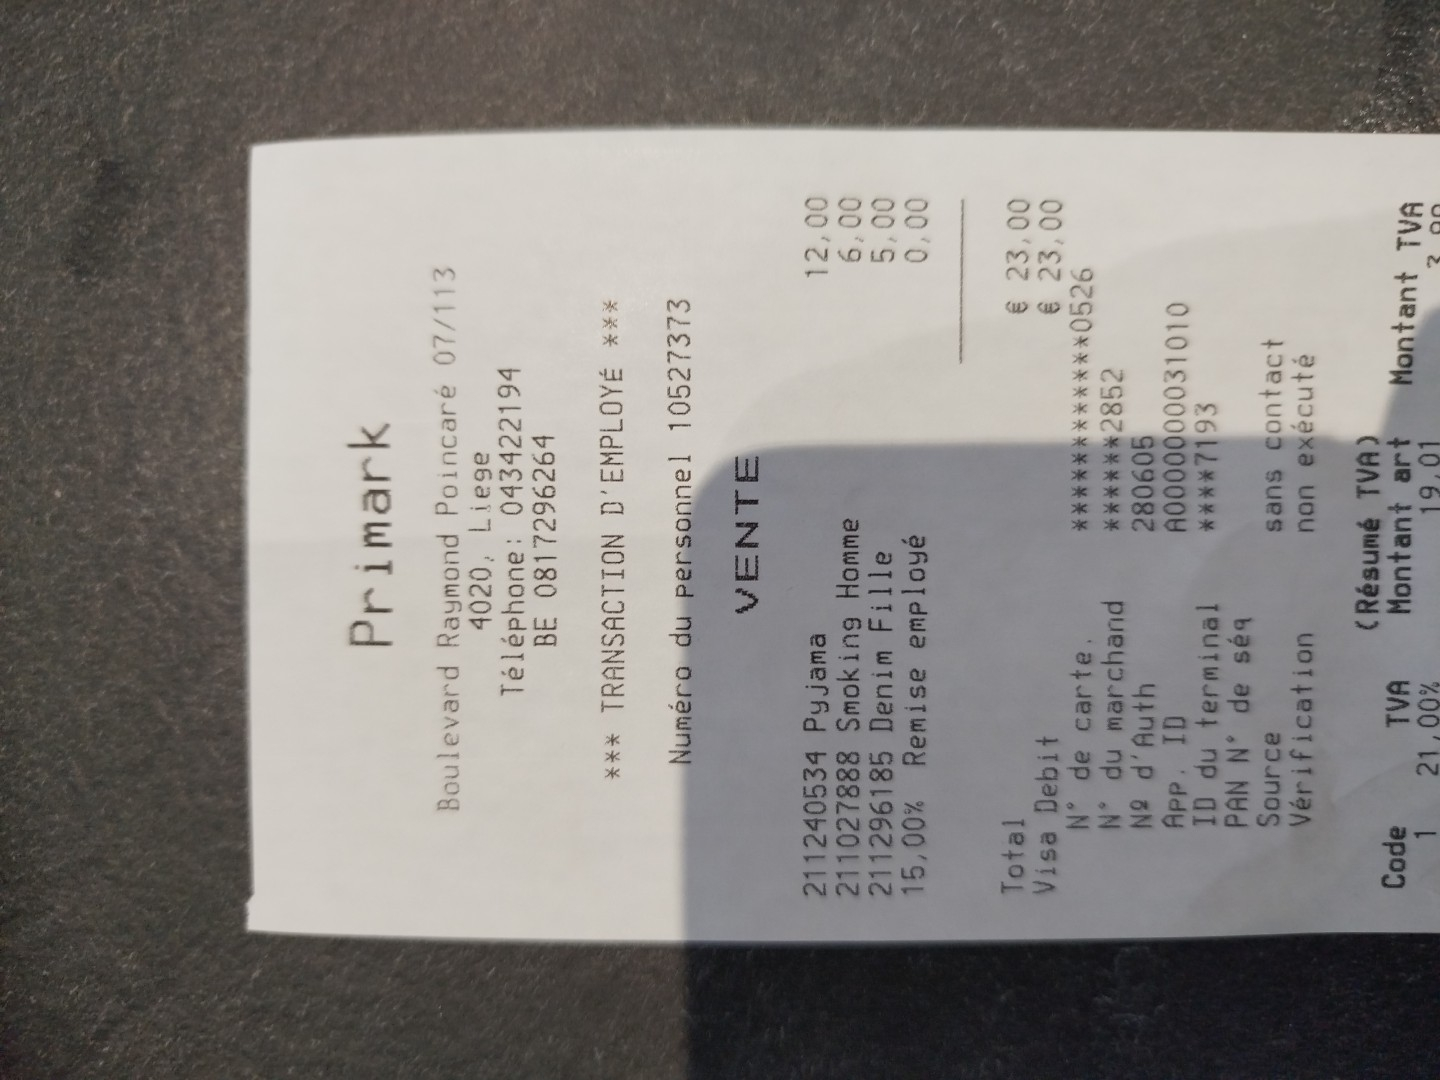 Primark
Boulevard Raymond Poincaré 07/113
4020, Liege
Téléphone: 043422194
BE 0817296264
*** TRANSACTION D'EMPLOYÉ ***
Numéro du Personnel 10527373
VENTE
211240534 Pyjama 12,00
211027888 Smoking Homme 6,00
211296185 Denim Fille 5,00
15,00% Remise employé 0,00
Total € 23,00
Visa Debit € 23,00
N° de carte. ************0526
N° du marchand ******2852
Nº d'Auth 280605
App. ID A0000000031010
ID du terminal ****7193
PAN N° de séq
Source sans contact
Vérification non exécuté
(Résumé TVA)
Code TVA Montant art Montant TVA
1 21,00% 19,01 3,99